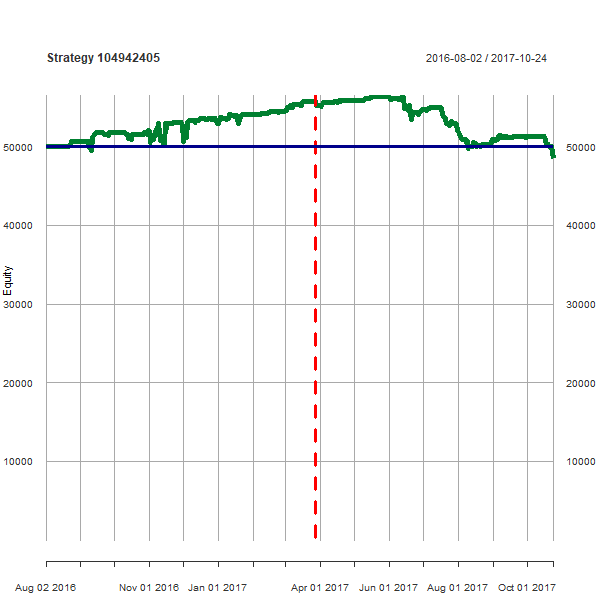 Strategy 104942405
2016-08-02 / 2017-10-24
50000
50000
40000
40000
Equity
30000
30000
20000
20000
10000
10000
Aug 02 2016
Nov 01 2016
Jan 01 2017
Apr 01 2017
Jun 01 2017
Aug 01 2017
Oct 01 2017